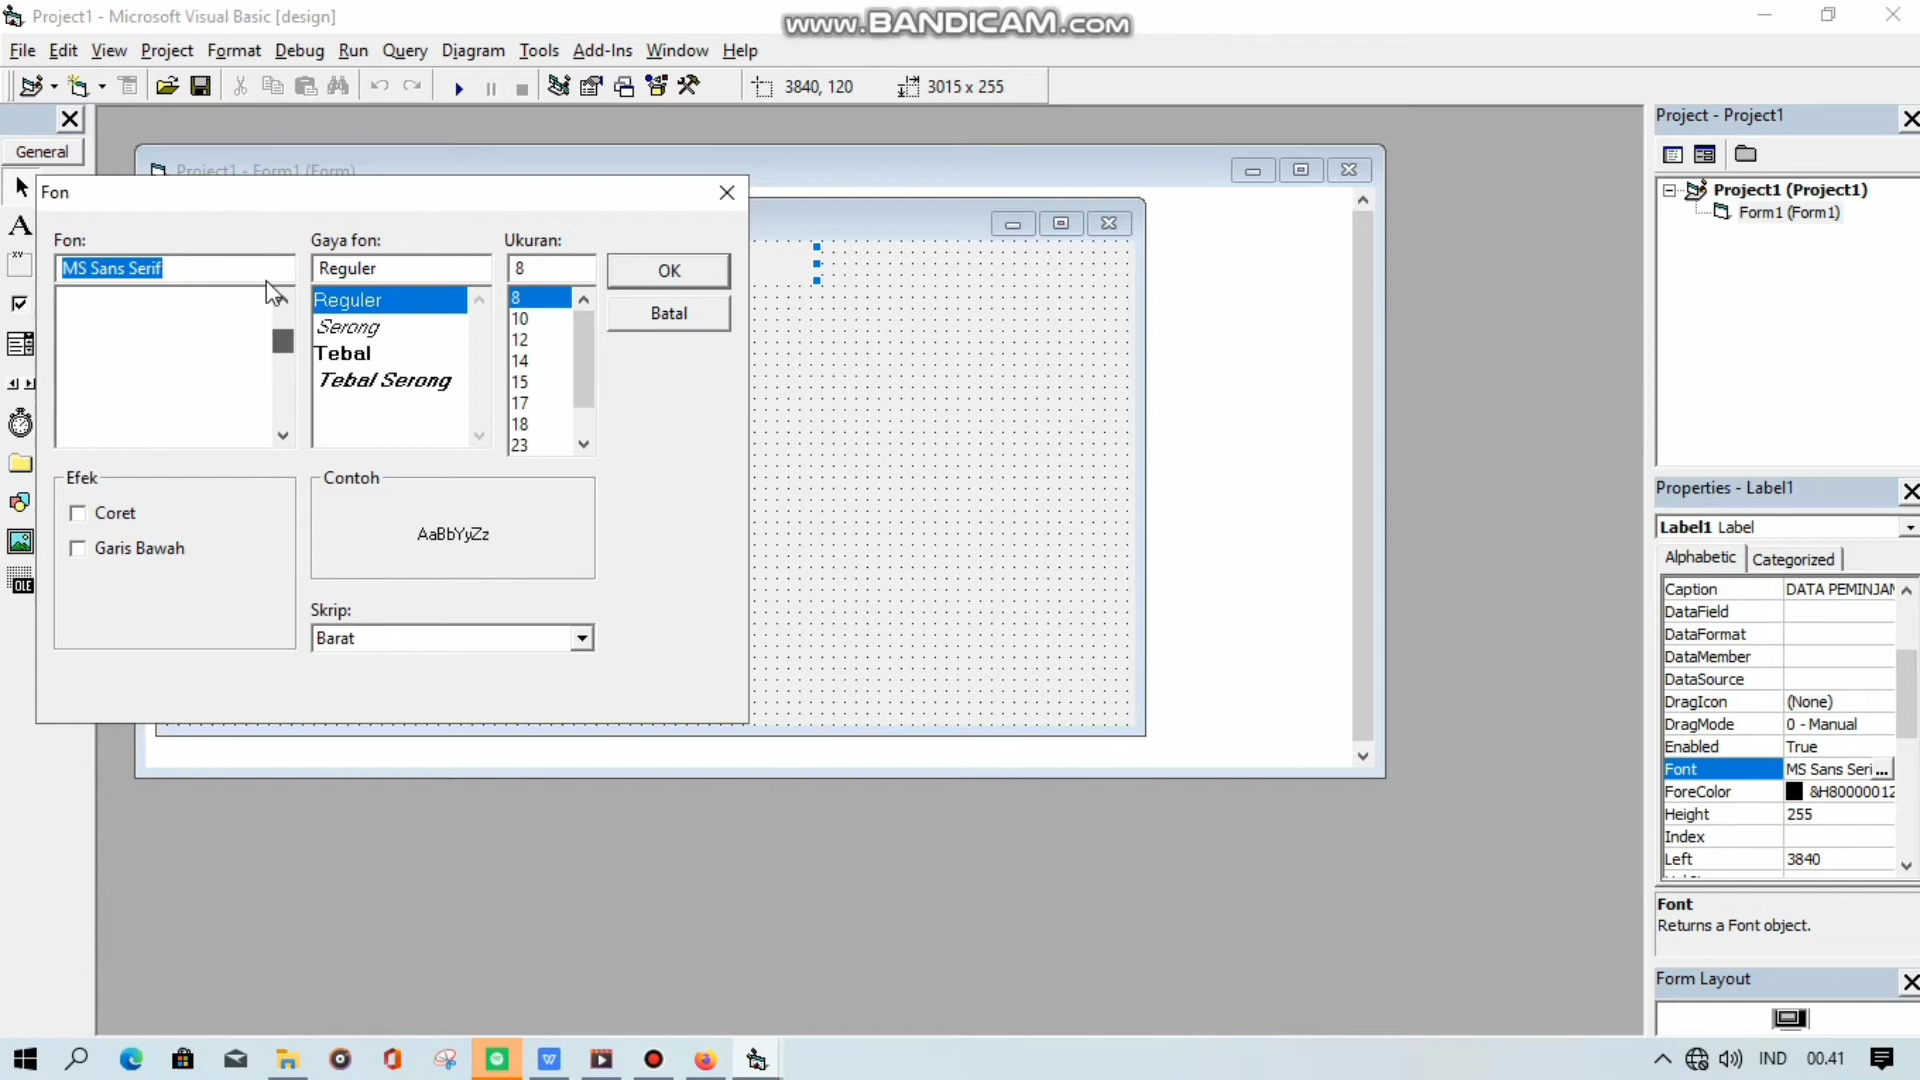 Project1 - Microsoft Visual Basic [design]
www.BANDICAM.com
File Edit View Project Format Debug Run Query Diagram Tools Add-Ins Window Help
3840, 120
3015 x 255
General
Project1 - Form1 (Form)
Fon
Fon:
MS Sans Serif
Gaya fon:
Reguler
Reguler
Serong
Tebal
Tebal Serong
Ukuran:
8
8
10
12
14
15
17
18
23
OK
Batal
Efek
Coret
Garis Bawah
Contoh
AaBbYyZz
Skrip:
Barat
Project - Project1
Project1 (Project1)
Form1 (Form1)
Properties - Label1
Label1 Label
Alphabetic Categorized
Caption DATA PEMINJAN
DataField
DataFormat
DataMember
DataSource
DragIcon (None)
DragMode 0 - Manual
Enabled True
Font MS Sans Seri ...
ForeColor &H80000012
Height 255
Index
Left 3840
Font
Returns a Font object.
Form Layout
OLE
IND 00.41